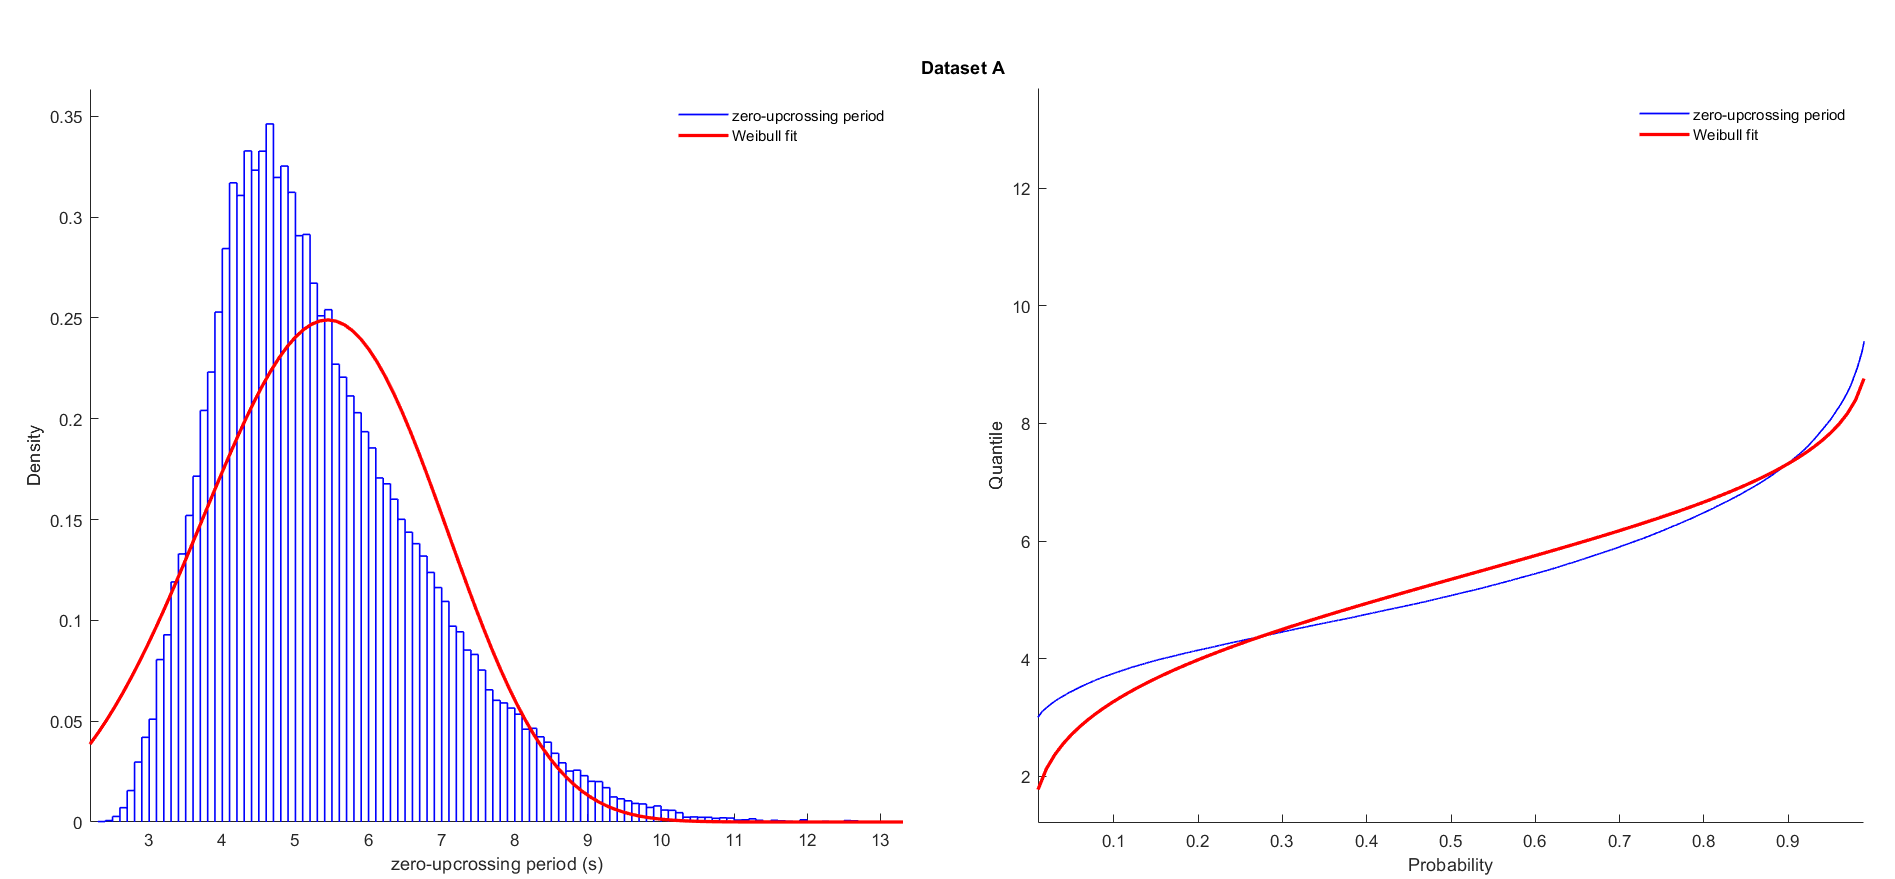 Dataset A
0.35
0.3
0.25
0.2
0.15
0.1
0.05
0
Density
zero-upcrossing period
Weibull fit
3 4 5 6 7 8 9 10 11 12 13
zero-upcrossing period (s)
12
10
8
6
4
2
Quantile
zero-upcrossing period
Weibull fit
0.1 0.2 0.3 0.4 0.5 0.6 0.7 0.8 0.9
Probability